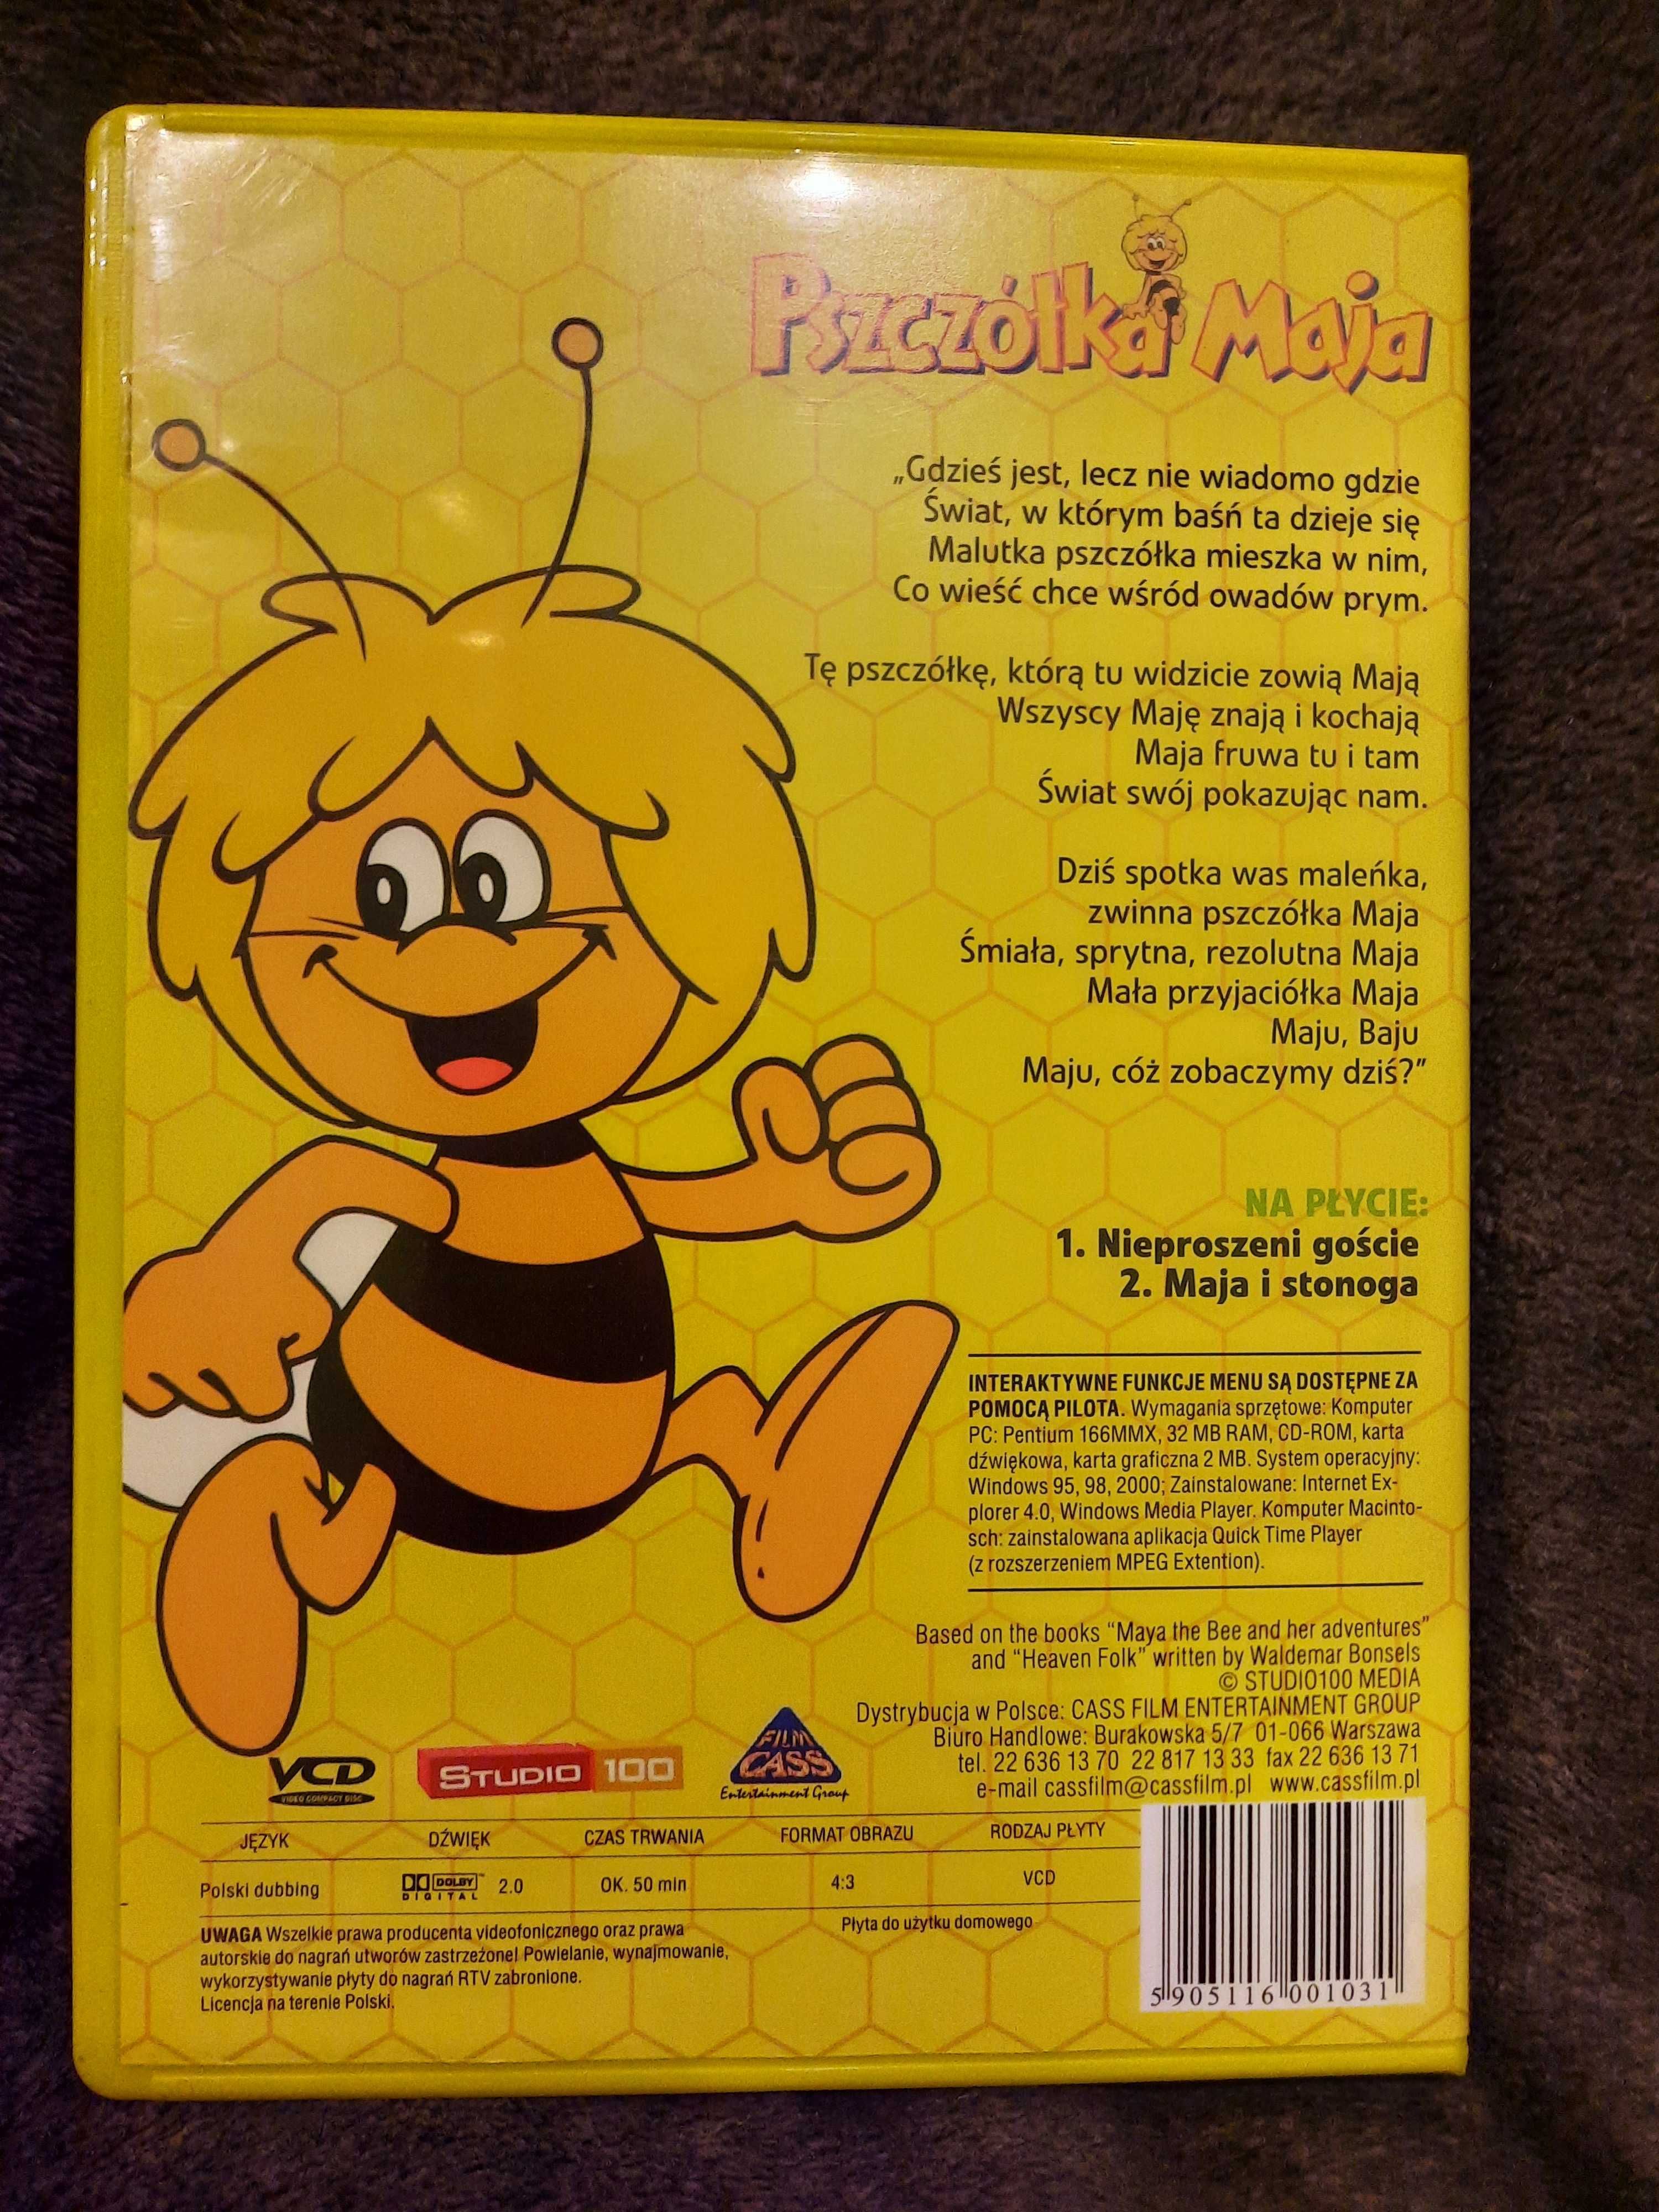 Pszczółka Maja
„Gdzieś jest, lecz nie wiadomo gdzie
Świat, w którym baśń ta dzieje się
Malutka pszczółka mieszka w nim,
Co wieść chce wśród owadów prym.
Tę pszczółkę, którą tu widzicie zowią Mają
Wszyscy Maję znają i kochają
Maja fruwa tu i tam
Świat swój pokazując nam.
Dziś spotka was maleńka,
zwinna pszczółka Maja
Śmiała, sprytna, rezolutna Maja
Mała przyjaciółka Maja
Maju, Baju
Maju, cóż zobaczymy dziś?”
NA PŁYCIE:
1. Nieproszeni goście
2. Maja i stonoga
INTERAKTYWNE FUNKCJE MENU SĄ DOSTĘPNE ZA
POMOCĄ PILOTA. Wymagania sprzętowe: Komputer
PC: Pentium 166MMX, 32 MB RAM, CD-ROM, karta
dźwiękowa, karta graficzna 2 MB. System operacyjny:
Windows 95, 98, 2000; Zainstalowane: Internet Ex-
plorer 4.0, Windows Media Player. Komputer Macinto-
sch: zainstalowana aplikacja Quick Time Player
(z rozszerzeniem MPEG Extention).
Based on the books “Maya the Bee and her adventures”
and “Heaven Folk” written by Waldemar Bonsels
© STUDIO100 MEDIA
Dystrybucja w Polsce: CASS FILM ENTERTAINMENT GROUP
Biuro Handlowe: Burakowska 5/7 01-066 Warszawa
tel. 22 636 13 70 22 817 13 33 fax 22 636 13 71
e-mail cassfilm@cassfilm.pl www.cassfilm.pl
VCD
VIDEO COMPACT DISC
STUDIO 100
FILM
CASS
Entertainment Group
JĘZYK DŹWIĘK CZAS TRWANIA FORMAT OBRAZU RODZAJ PŁYTY
Polski dubbing DOLBY DIGITAL 2.0 OK. 50 min 4:3 VCD
UWAGA Wszelkie prawa producenta videofonicznego oraz prawa
autorskie do nagrań utworów zastrzeżone! Powielanie, wynajmowanie,
wykorzystywanie płyty do nagrań RTV zabronione.
Licencja na terenie Polski.
Płyta do użytku domowego
5 905116 001031